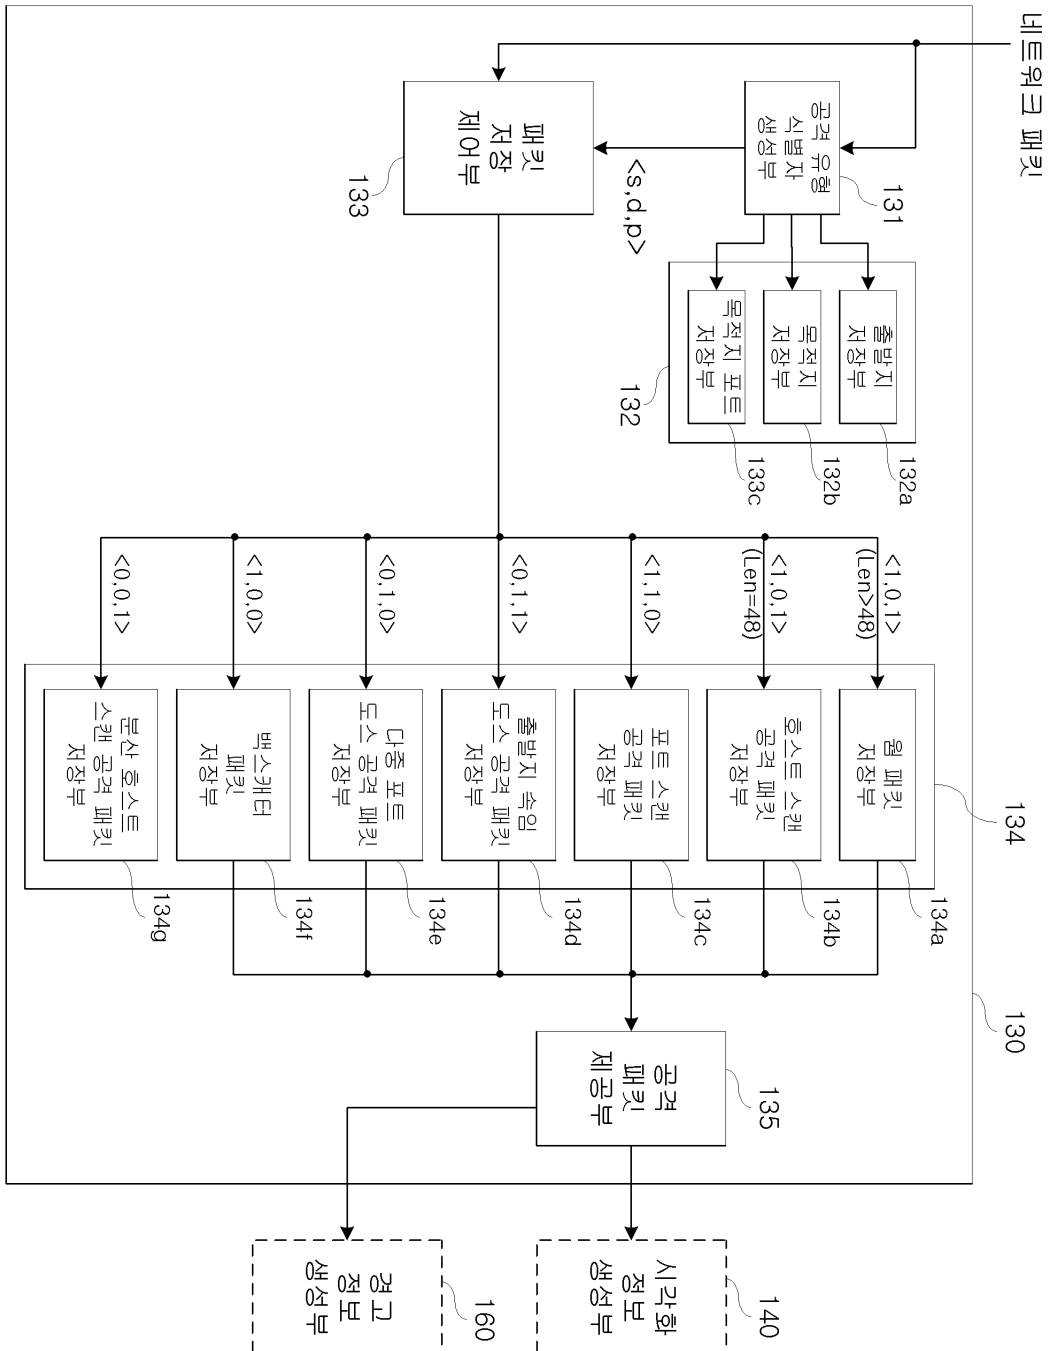 네트워크 패킷
공격 유형
식별자
생성부
131
패킷
저장
제어부
133
<s,d,p>
출발지
저장부
132a
목적지
저장부
132b
목적지 포트
저장부
133c
132
<1,0,1>
(Len>48)
<1,0,1>
(Len=48)
<1,1,0>
<0,1,1>
<0,1,0>
<1,0,0>
<0,0,1>
웜 패킷
저장부
134a
호스트 스캔
공격 패킷
저장부
134b
포트 스캔
공격 패킷
저장부
134c
출발지 속임
도스 공격 패킷
저장부
134d
다중 포트
도스 공격 패킷
저장부
134e
백스캐터
패킷
저장부
134f
분산 호스트
스캔 공격 패킷
저장부
134g
134
130
공격
패킷
제공부
135
시각화
정보
생성부
140
경고
정보
생성부
160